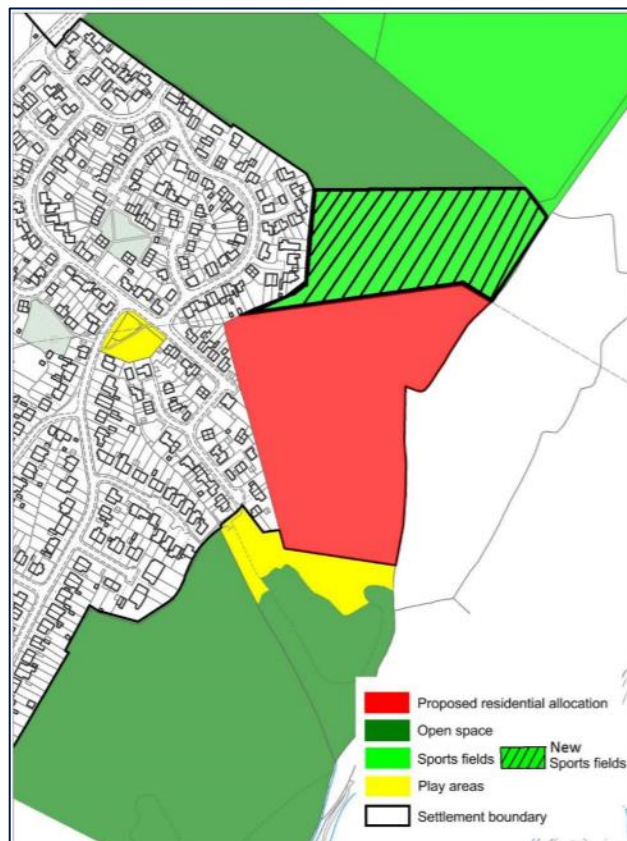 Proposed residential allocation
Open space
Sports fields
New
Sports fields
Play areas
Settlement boundary